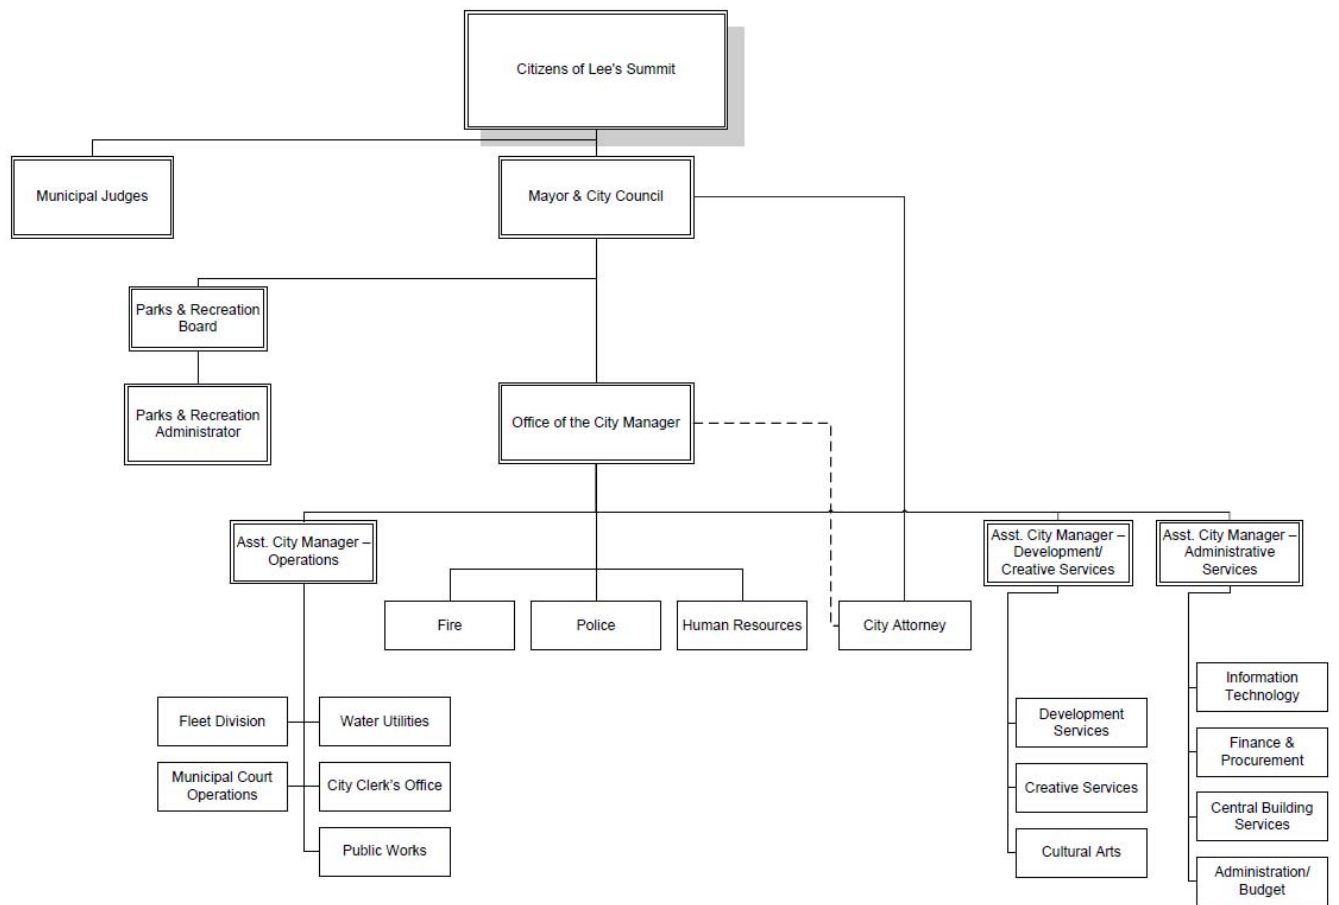 Citizens of Lee's Summit
Municipal Judges
Mayor & City Council
Parks & Recreation
Board
Parks & Recreation
Administrator
Office of the City Manager
Asst. City Manager –
Operations
Asst. City Manager –
Development/
Creative Services
Asst. City Manager –
Administrative
Services
Fire
Police
Human Resources
City Attorney
Fleet Division
Water Utilities
Municipal Court
Operations
City Clerk's Office
Public Works
Development
Services
Creative Services
Cultural Arts
Information
Technology
Finance &
Procurement
Central Building
Services
Administration/
Budget